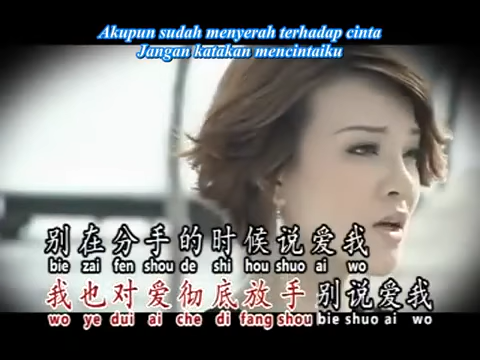 Akupun sudah menyerah terhadap cinta
Jangan katakan mencintaiku
别在分手的时候说爱我
bie zai fen shou de shi hou shuo ai wo
我也对爱彻底放手别说爱我
wo ye dui ai che di fang shou bie shuo ai wo